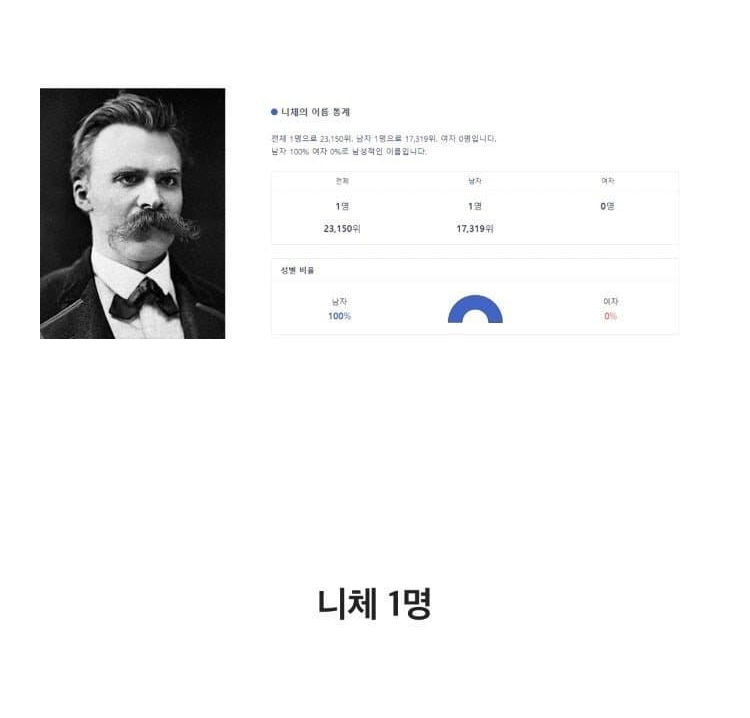 니체의 이름 통계
전체 1명으로 23,150위, 남자 1명으로 17,319위, 여자 0명입니다.
남자 100% 여자 0%로 남성적인 이름입니다.
전체 남자 여자
1명 1명 0명
23,150위 17,319위
성별 비율
남자 여자
100% 0%
니체 1명